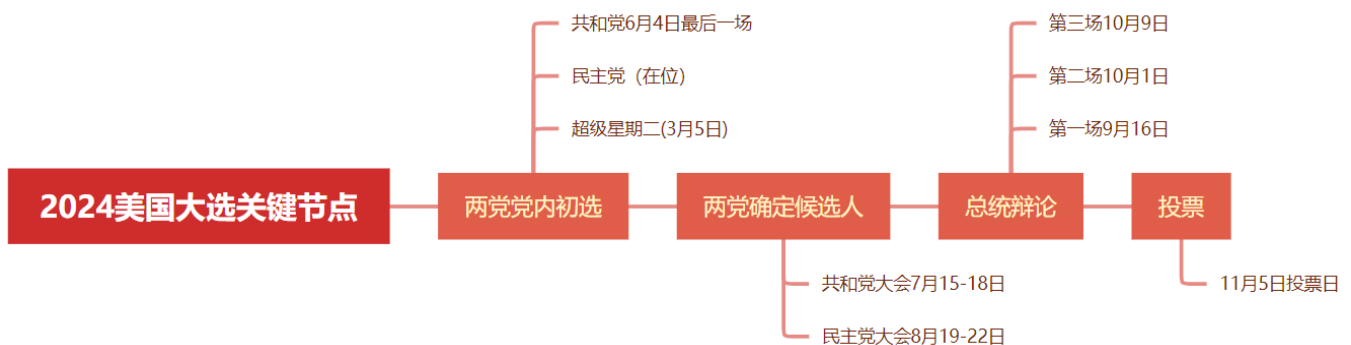 2024美国大选关键节点
两党党内初选
共和党6月4日最后一场
民主党（在位）
超级星期二(3月5日)
两党确定候选人
共和党大会7月15-18日
民主党大会8月19-22日
总统辩论
第三场10月9日
第二场10月1日
第一场9月16日
投票
11月5日投票日